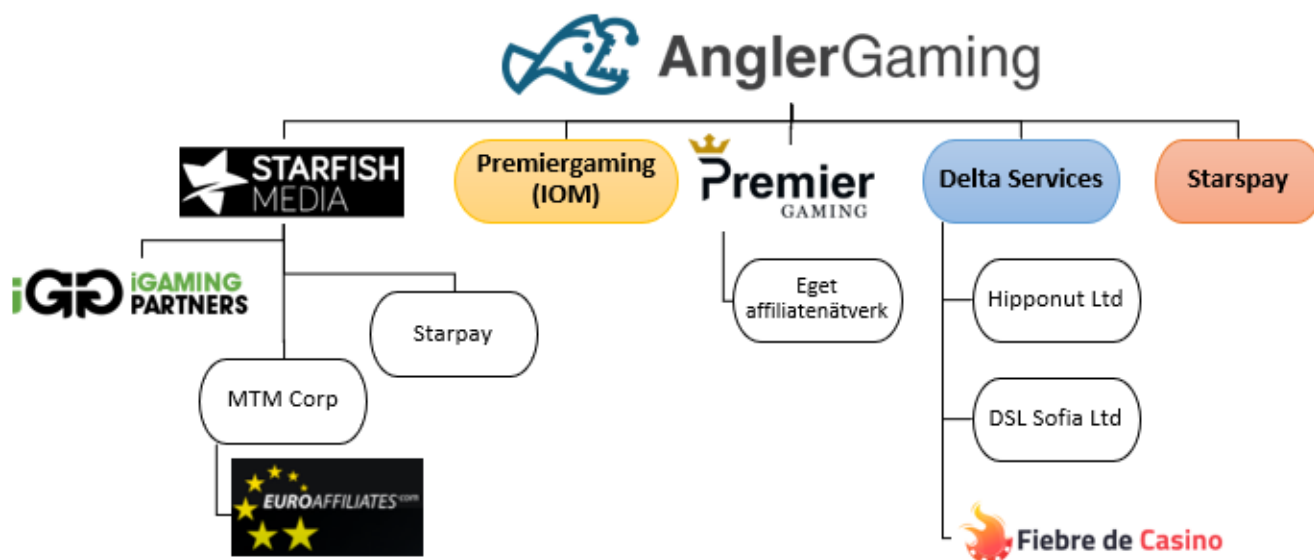 AnglerGaming
STARFISH
MEDIA
Premiergaming
(IOM)
Premier
GAMING
Delta Services
Starspay
iGP iGAMING
PARTNERS
Starpay
Eget
affiliatenätverk
Hipponut Ltd
MTM Corp
DSL Sofia Ltd
EUROAFFILIATES.com
Fiebre de Casino